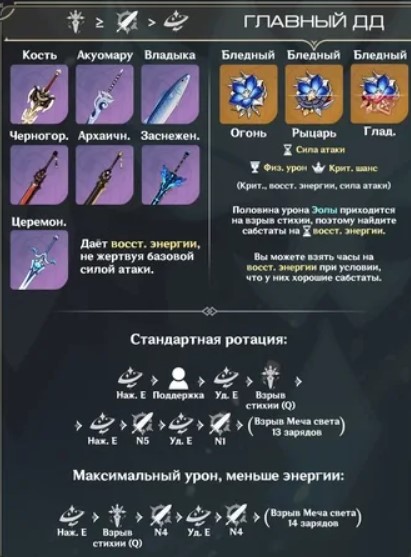 ≥ >
ГЛАВНЫЙ ДД
Кость Акуомару Владыка
Черногор. Архаичн. Заснежен.
Церемон.
Даёт восст. энергии,
не жертвуя базовой
силой атаки.
Бледный Бледный Бледный
Огонь Рыцарь Глад.
Сила атаки
Физ. урон Крит. шанс
(Крит., восст. энергии, сила атаки)
Половина урона Эолы приходится
на взрыв стихии, поэтому найдите
сабстаты на восст. энергии.
Вы можете взять часы на
восст. энергии при условии,
что у них хорошие сабстаты.
Стандартная ротация:
Наж. E Поддержка Уд. E Взрыв
стихии (Q)
Наж. E N5 Уд. E N1 (Взрыв Меча света)
13 зарядов
Максимальный урон, меньше энергии:
Наж. E Взрыв N4 Уд. E N4 (Взрыв Меча света)
стихии (Q) 14 зарядов